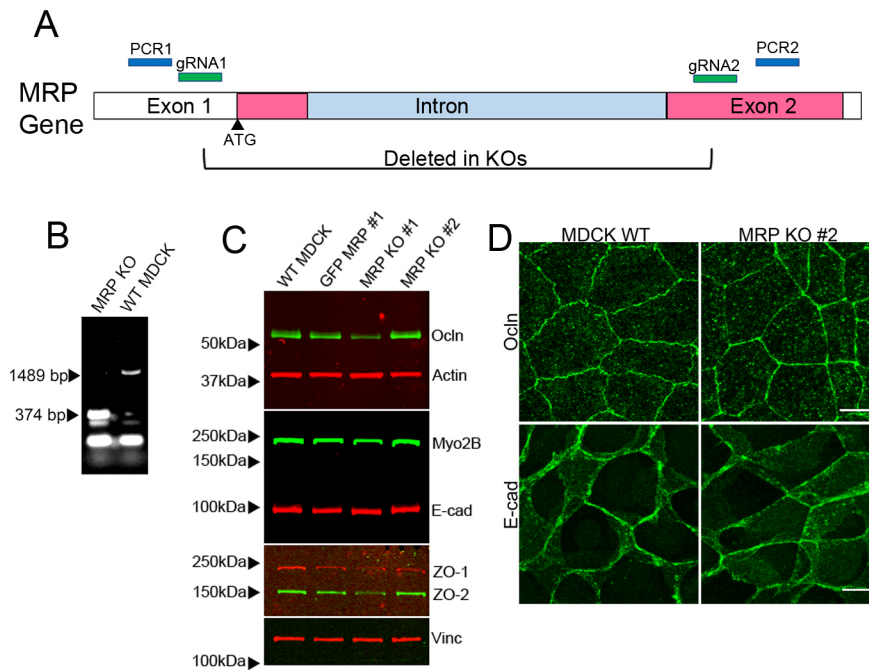 A
PCR1
gRNA1
gRNA2
PCR2
MRP
Gene
Exon 1
Intron
Exon 2
ATG
Deleted in KOs
B
MRP KO
WT MDCK
1489 bp
374 bp
C
WT MDCK
GFP MRP #1
MRP KO #1
MRP KO #2
50kDa
Ocln
37kDa
Actin
250kDa
Myo2B
150kDa
100kDa
E-cad
250kDa
ZO-1
150kDa
ZO-2
Vinc
100kDa
D
MDCK WT
MRP KO #2
Ocln
E-cad